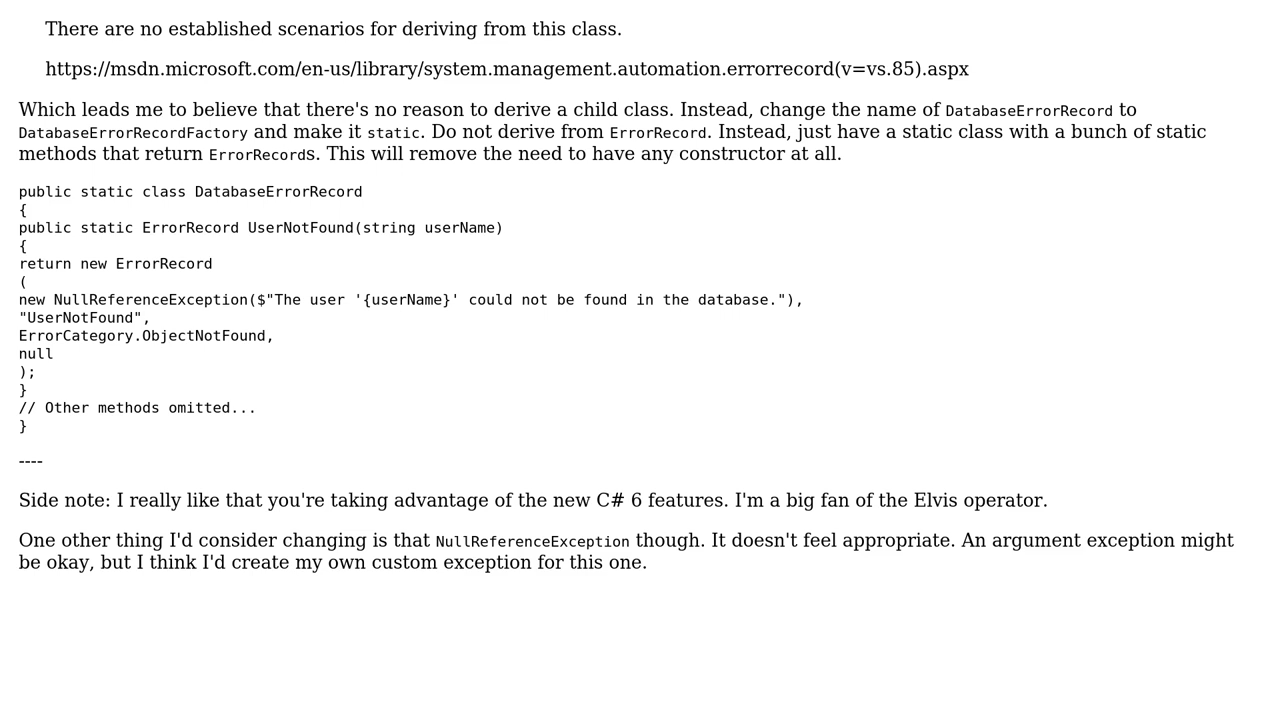 There are no established scenarios for deriving from this class.
https://msdn.microsoft.com/en-us/library/system.management.automation.errorrecord(v=vs.85).aspx
Which leads me to believe that there's no reason to derive a child class. Instead, change the name of DatabaseErrorRecord to
DatabaseErrorRecordFactory and make it static. Do not derive from ErrorRecord. Instead, just have a static class with a bunch of static
methods that return ErrorRecords. This will remove the need to have any constructor at all.
public static class DatabaseErrorRecord
{
public static ErrorRecord UserNotFound(string userName)
{
return new ErrorRecord
(
new NullReferenceException($"The user '{userName}' could not be found in the database."),
"UserNotFound",
ErrorCategory.ObjectNotFound,
null
);
}
// Other methods omitted...
}
----
Side note: I really like that you're taking advantage of the new C# 6 features. I'm a big fan of the Elvis operator.
One other thing I'd consider changing is that NullReferenceException though. It doesn't feel appropriate. An argument exception might
be okay, but I think I'd create my own custom exception for this one.